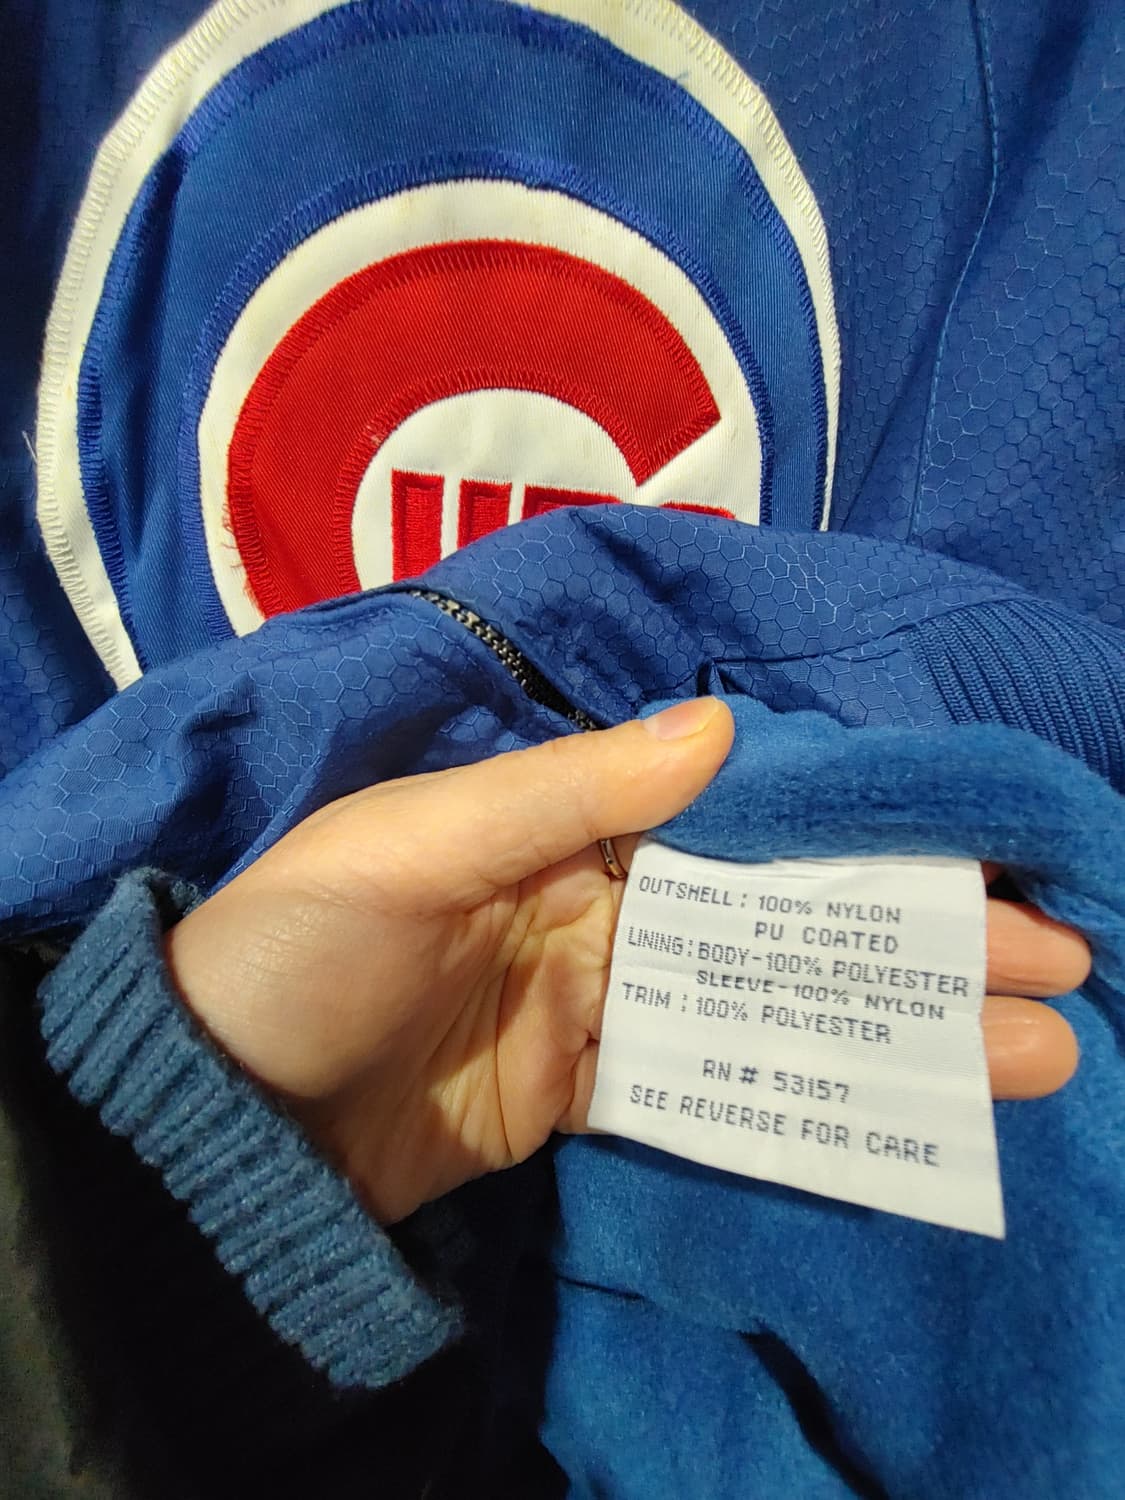 UBS
OUTSHELL : 100% NYLON
PU COATED
LINING : BODY-100% POLYESTER
SLEEVE-100% NYLON
TRIM : 100% POLYESTER
RN # 53157
SEE REVERSE FOR CARE